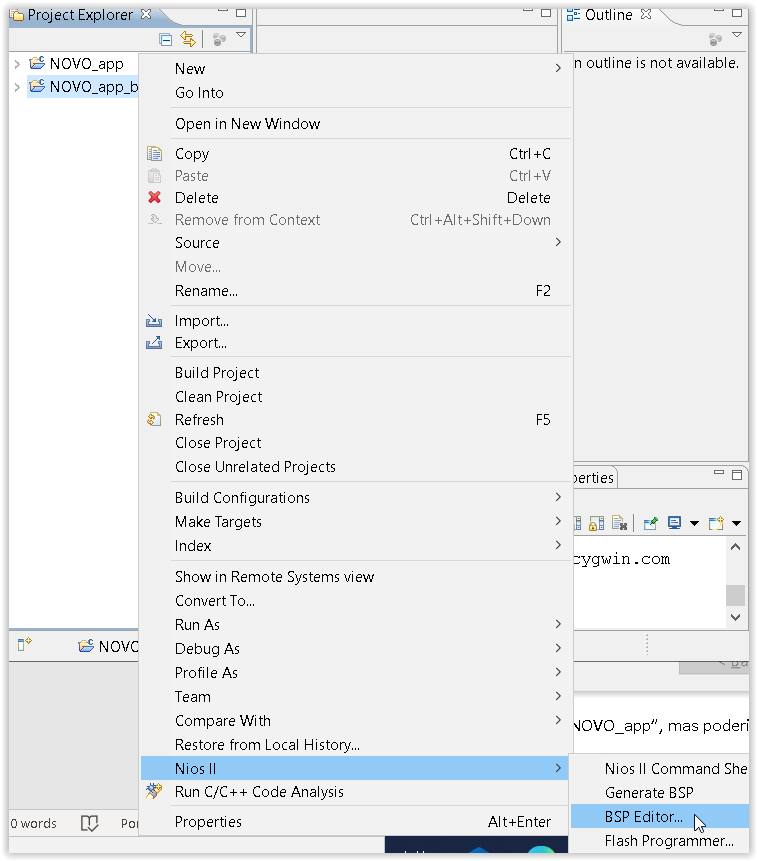 Project Explorer
Outline
NOVO_app
NOVO_app_b
n outline is not available.
New
Go Into
Open in New Window
Copy Ctrl+C
Paste Ctrl+V
Delete Delete
Remove from Context Ctrl+Alt+Shift+Down
Source
Move...
Rename... F2
Import...
Export...
Build Project
Clean Project
Refresh F5
Close Project
Close Unrelated Projects
perties
Build Configurations
Make Targets
Index
cygwin.com
Show in Remote Systems view
Convert To...
Run As
Debug As
NOVO
Profile As
Team
Compare With
NOVO_app”, mas poderi
Restore from Local History...
Nios II
Run C/C++ Code Analysis
Properties Alt+Enter
Nios II Command She
Generate BSP
BSP Editor...
Flash Programmer...
0 words
Po